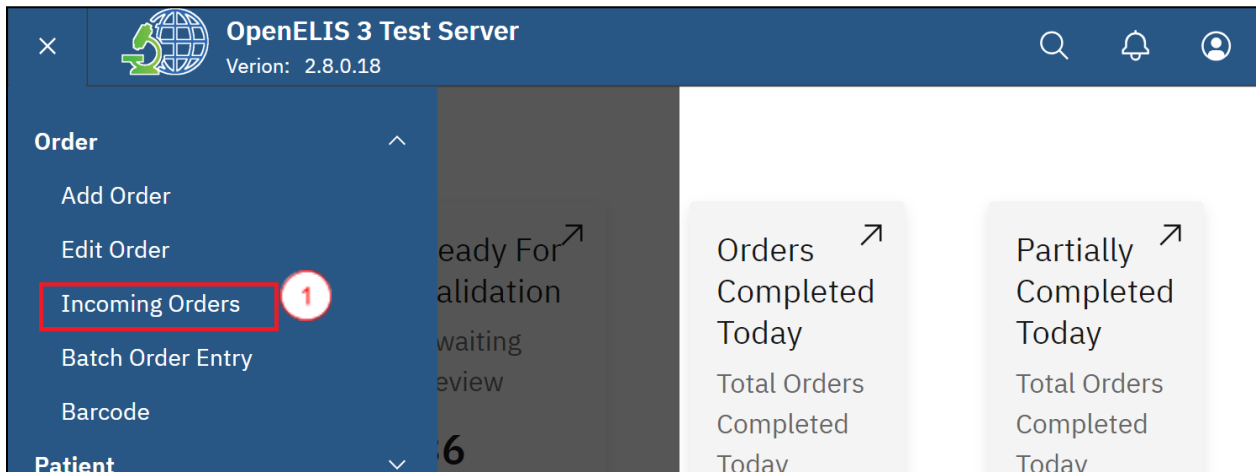 OpenELIS 3 Test Server
Verion: 2.8.0.18
Order
Add Order
Edit Order
Incoming Orders
1
Batch Order Entry
Barcode
Patient
eady For
alidation
waiting
eview
6
Orders
Completed
Today
Total Orders
Completed
Today
Partially
Completed
Today
Total Orders
Completed
Today